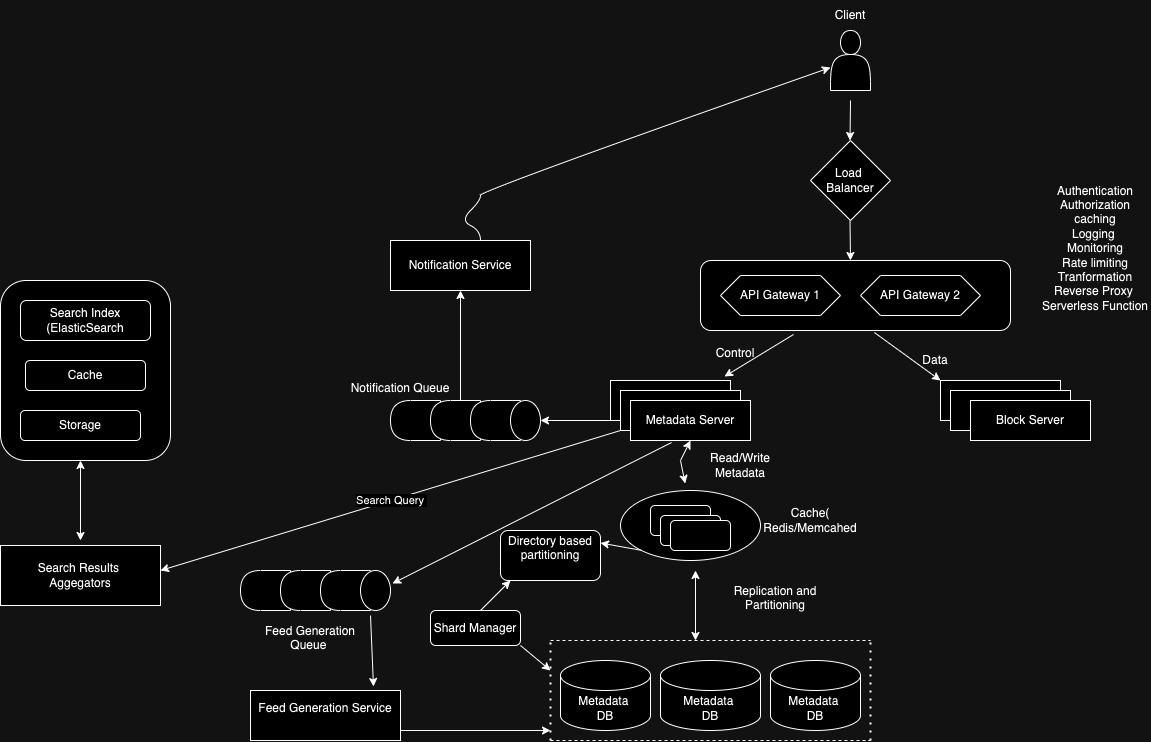 Client
Load
Balancer
Authentication
Authorization
caching
Logging
Monitoring
Rate limiting
Tranformation
Reverse Proxy
Serverless Function
Notification Service
API Gateway 1
API Gateway 2
Search Index
(ElasticSearch
Cache
Storage
Control
Data
Notification Queue
Metadata Server
Block Server
Read/Write
Metadata
Search Query
Cache(
Redis/Memcahed
Directory based
partitioning
Search Results
Aggegators
Replication and
Partitioning
Feed Generation
Queue
Shard Manager
Feed Generation Service
Metadata
DB
Metadata
DB
Metadata
DB